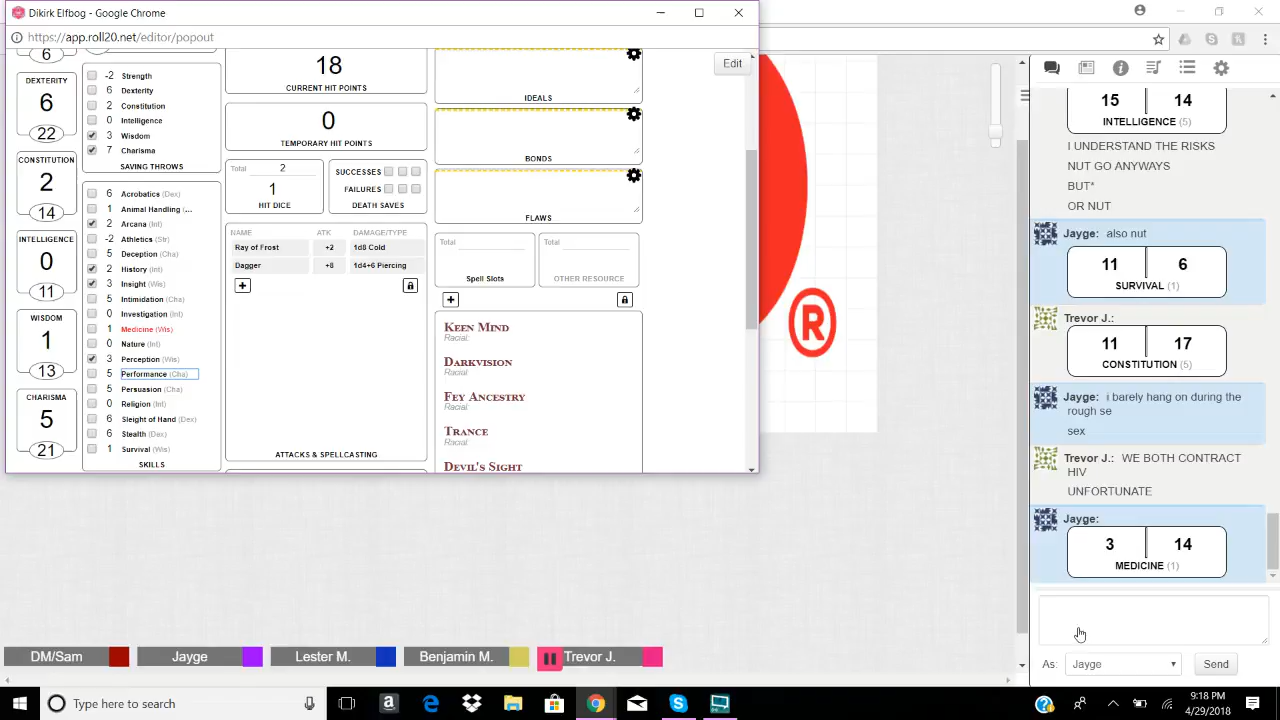 Dikirk Elfbog - Google Chrome
https://app.roll20.net/editor/popout
Edit
6
DEXTERITY
6
22
CONSTITUTION
2
14
INTELLIGENCE
0
11
WISDOM
1
13
CHARISMA
5
21
-2 Strength
6 Dexterity
2 Constitution
0 Intelligence
3 Wisdom
7 Charisma
SAVING THROWS
6 Acrobatics (Dex)
1 Animal Handling (...
2 Arcana (Int)
-2 Athletics (Str)
5 Deception (Cha)
2 History (Int)
3 Insight (Wis)
5 Intimidation (Cha)
0 Investigation (Int)
1 Medicine (Wis)
0 Nature (Int)
3 Perception (Wis)
5 Performance (Cha)
5 Persuasion (Cha)
0 Religion (Int)
6 Sleight of Hand (Dex)
6 Stealth (Dex)
1 Survival (Wis)
SKILLS
18
CURRENT HIT POINTS
0
TEMPORARY HIT POINTS
Total 2
1
HIT DICE
SUCCESSES
FAILURES
DEATH SAVES
NAME ATK DAMAGE/TYPE
Ray of Frost +2 1d8 Cold
Dagger +8 1d4+6 Piercing
+
ATTACKS & SPELLCASTING
IDEALS
BONDS
FLAWS
Total
Spell Slots
Total
OTHER RESOURCE
+
KEEN MIND
Racial:
DARKVISION
Racial:
FEY ANCESTRY
Racial:
TRANCE
Racial:
DEVIL'S SIGHT
®
15 14
INTELLIGENCE (5)
I UNDERSTAND THE RISKS
NUT GO ANYWAYS
BUT*
OR NUT
Jayge: also nut
11 6
SURVIVAL (1)
Trevor J.:
11 17
CONSTITUTION (5)
Jayge: i barely hang on during the
rough se
sex
Trevor J.: WE BOTH CONTRACT
HIV
UNFORTUNATE
Jayge:
3 14
MEDICINE (1)
As: Jayge
Send
DM/Sam
Jayge
Lester M.
Benjamin M.
Trevor J.
Type here to search
9:18 PM
4/29/2018